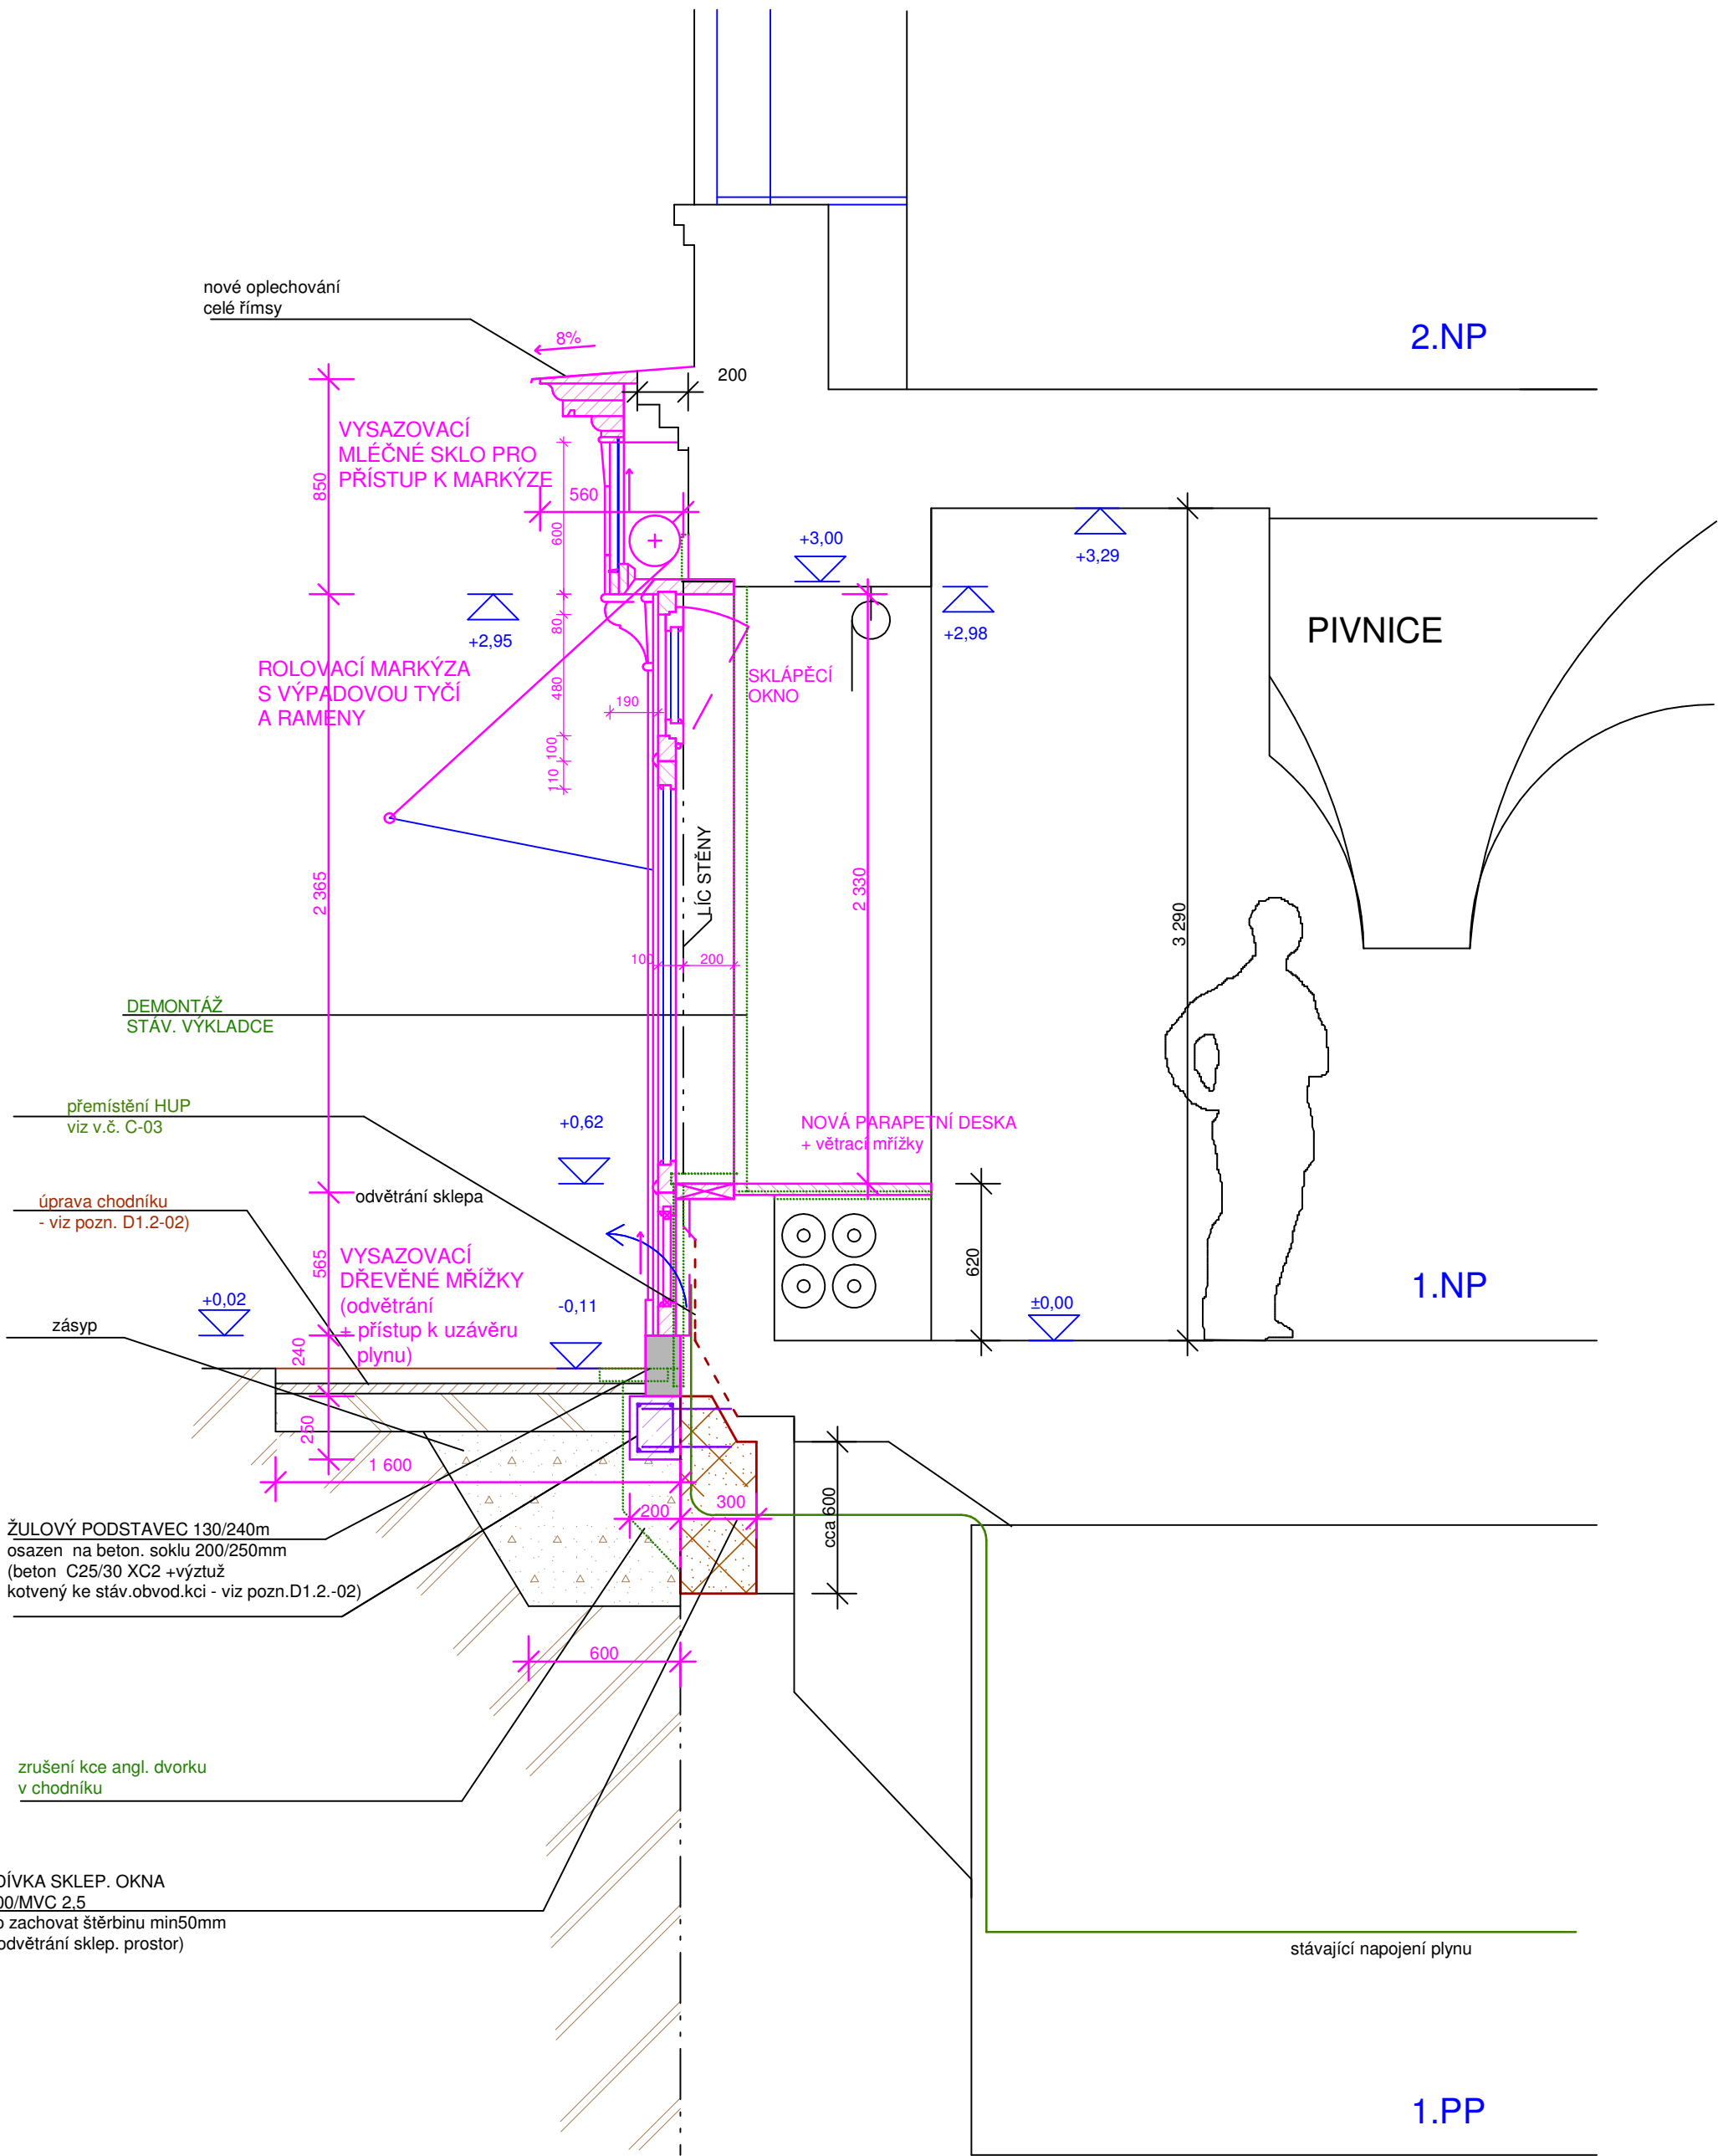 nové oplechování
celé římsy
8%
200
2.NP
VYSAZOVACÍ
MLÉČNÉ SKLO PRO
PŘÍSTUP K MARKÝZE
850
560
600
+3,00
+3,29
+2,95
80
+2,98
PIVNICE
ROLOVACÍ MARKÝZA
S VÝPADOVOU TYČÍ
A RAMENY
SKLÁPĚCÍ
OKNO
480
190
100
110
2 365
LÍC STĚNY
2 330
3 290
100
200
DEMONTÁŽ
STÁV. VÝKLADCE
přemístění HUP
viz v.č. C-03
+0,62
NOVÁ PARAPETNÍ DESKA
+ větrací mřížky
úprava chodníku
- viz pozn. D1.2-02)
odvětrání sklepa
565
VYSAZOVACÍ
DŘEVĚNÉ MŘÍŽKY
(odvětrání
+ přístup k uzávěru
plynu)
620
1.NP
+0,02
-0,11
±0,00
zásyp
240
250
1 600
200
300
cca 600
ŽULOVÝ PODSTAVEC 130/240m
osazen na beton. soklu 200/250mm
(beton C25/30 XC2 +výztuž
kotvený ke stáv.obvod.kci - viz pozn.D1.2.-02)
600
zrušení kce angl. dvorku
v chodníku
DÍVKA SKLEP. OKNA
00/MVC 2,5
o zachovat štěrbinu min50mm
odvětrání sklep. prostor)
stávající napojení plynu
1.PP